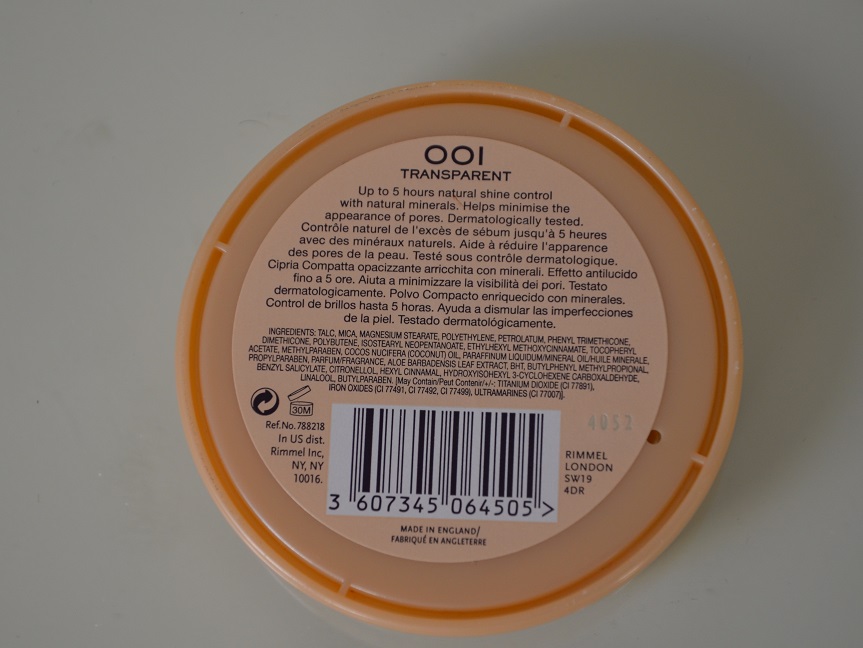 001
TRANSPARENT
Up to 5 hours natural shine control
with natural minerals. Helps minimise the
appearance of pores. Dermatologically tested.
Contrôle naturel de l'excès de sébum jusqu'à 5 heures
avec des minéraux naturels. Aide à réduire l'apparence
des pores de la peau. Testé sous contrôle dermatologique.
Cipria Compatta opacizzante arricchita con minerali. Effetto antilucido
fino a 5 ore. Aiuta a minimizzare la visibilità dei pori. Testato
dermatologicamente. Polvo Compacto enriquecido con minerales.
Control de brillos hasta 5 horas. Ayuda a dismular las imperfecciones
de la piel. Testado dermatológicamente.
INGREDIENTS: TALC, MICA, MAGNESIUM STEARATE, POLYETHYLENE, PETROLATUM, PHENYL TRIMETHICONE,
DIMETHICONE, POLYBUTENE, ISOSTEARYL NEOPENTANOATE, ETHYLHEXYL METHOXYCINNAMATE, TOCOPHERYL
ACETATE, METHYLPARABEN, COCOS NUCIFERA (COCONUT) OIL, PARAFFINUM LIQUIDUM/MINERAL OIL/HUILE MINERALE,
PROPYLPARABEN, PARFUM/FRAGRANCE, ALOE BARBADENSIS LEAF EXTRACT, BHT, BUTYLPHENYL METHYLPROPIONAL,
BENZYL SALICYLATE, CITRONELLOL, HEXYL CINNAMAL, HYDROXYISOHEXYL 3-CYCLOHEXENE CARBOXALDEHYDE,
LINALOOL, BUTYLPARABEN. [May Contain/Peut Contenir/+/-: TITANIUM DIOXIDE (CI 77891),
IRON OXIDES (CI 77491, CI 77492, CI 77499), ULTRAMARINES (CI 77007)].
30M
4052
Ref.No.788218
In US dist.
Rimmel Inc,
NY, NY
10016.
RIMMEL
LONDON
SW19
4DR
3 607345 064505 >
MADE IN ENGLAND/
FABRIQUÉ EN ANGLETERRE